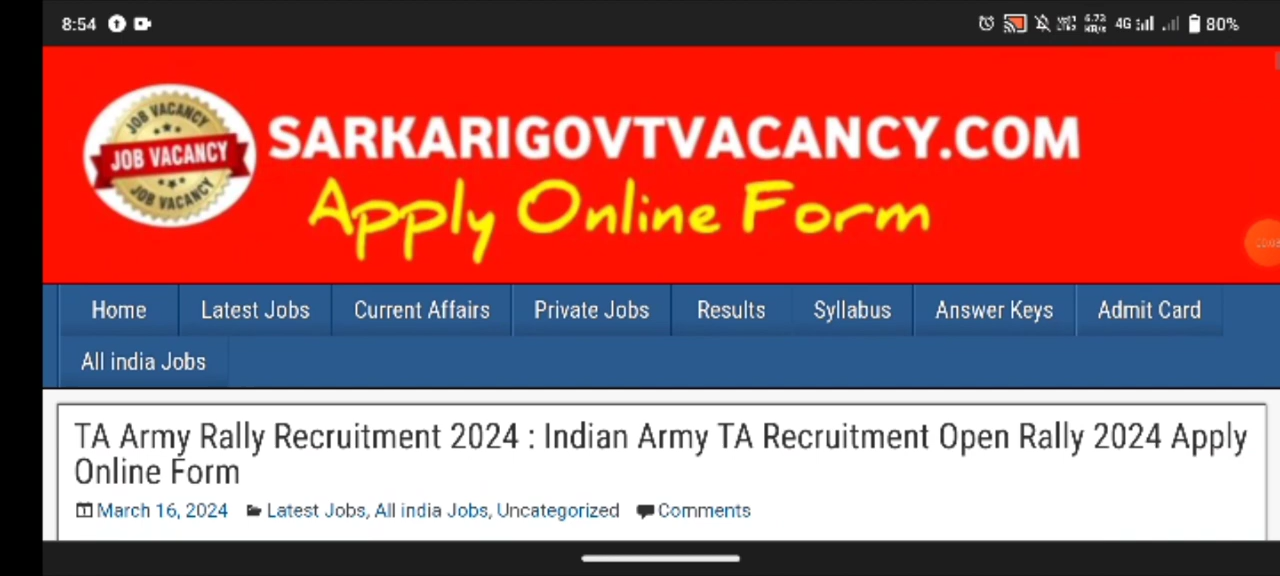 8:54
4G
80%
JOB VACANCY
JOB VACANCY
JOB VACANCY
SARKARIGOVTVACANCY.COM
Apply Online Form
Home
Latest Jobs
Current Affairs
Private Jobs
Results
Syllabus
Answer Keys
Admit Card
All india Jobs
TA Army Rally Recruitment 2024 : Indian Army TA Recruitment Open Rally 2024 Apply
Online Form
March 16, 2024 Latest Jobs, All india Jobs, Uncategorized Comments